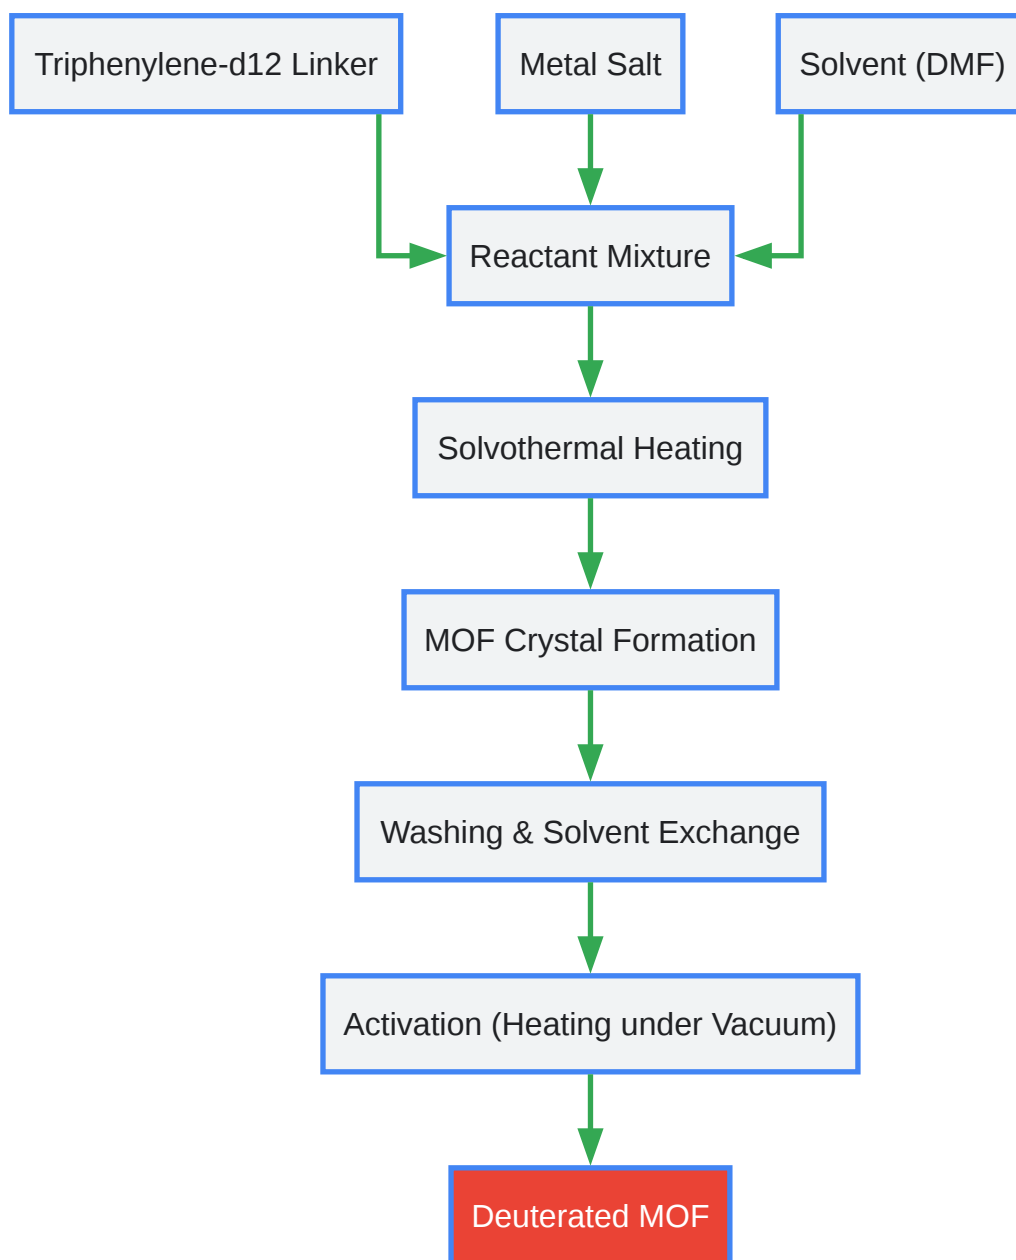 Triphenylene-d12 Linker
Metal Salt
Solvent (DMF)
Reactant Mixture
Solvothermal Heating
MOF Crystal Formation
Washing & Solvent Exchange
Activation (Heating under Vacuum)
Deuterated MOF